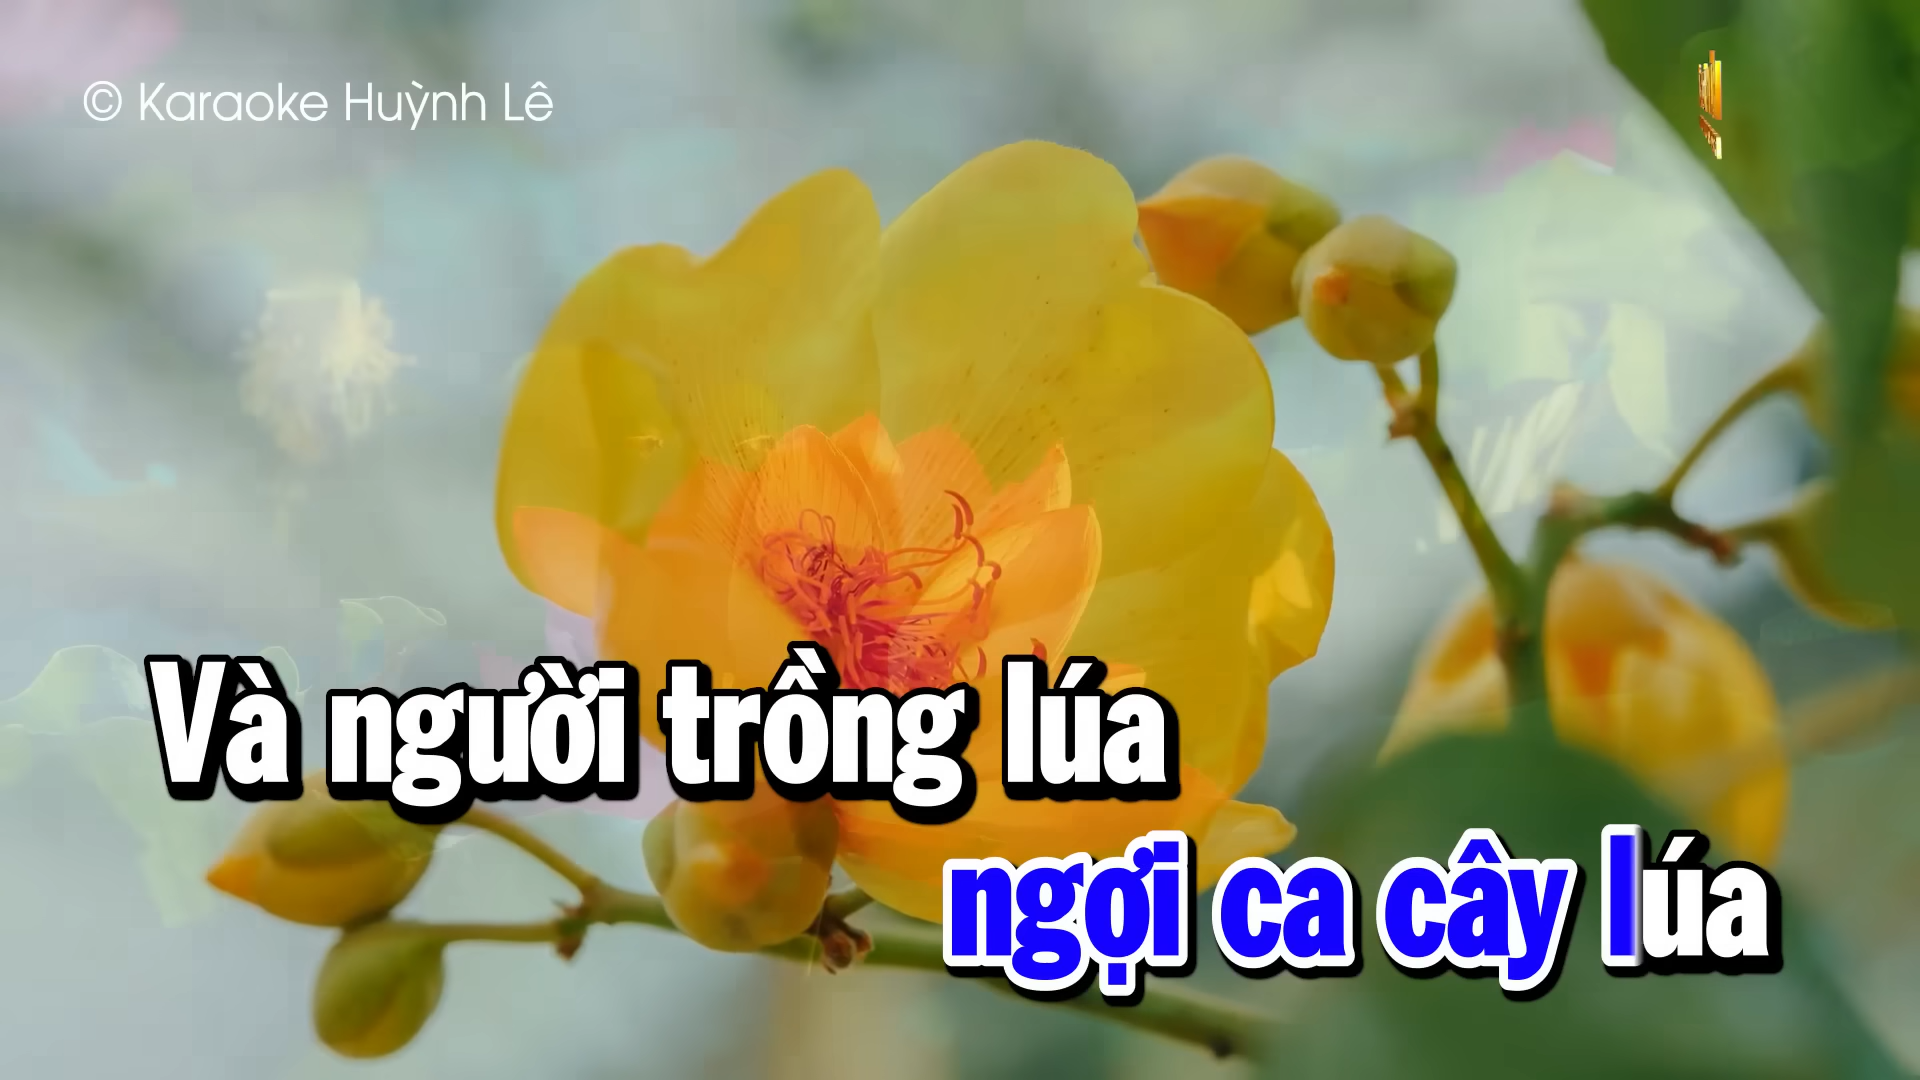 © Karaoke Huỳnh Lê
Và người trồng lúa
ngợi ca cây lúa